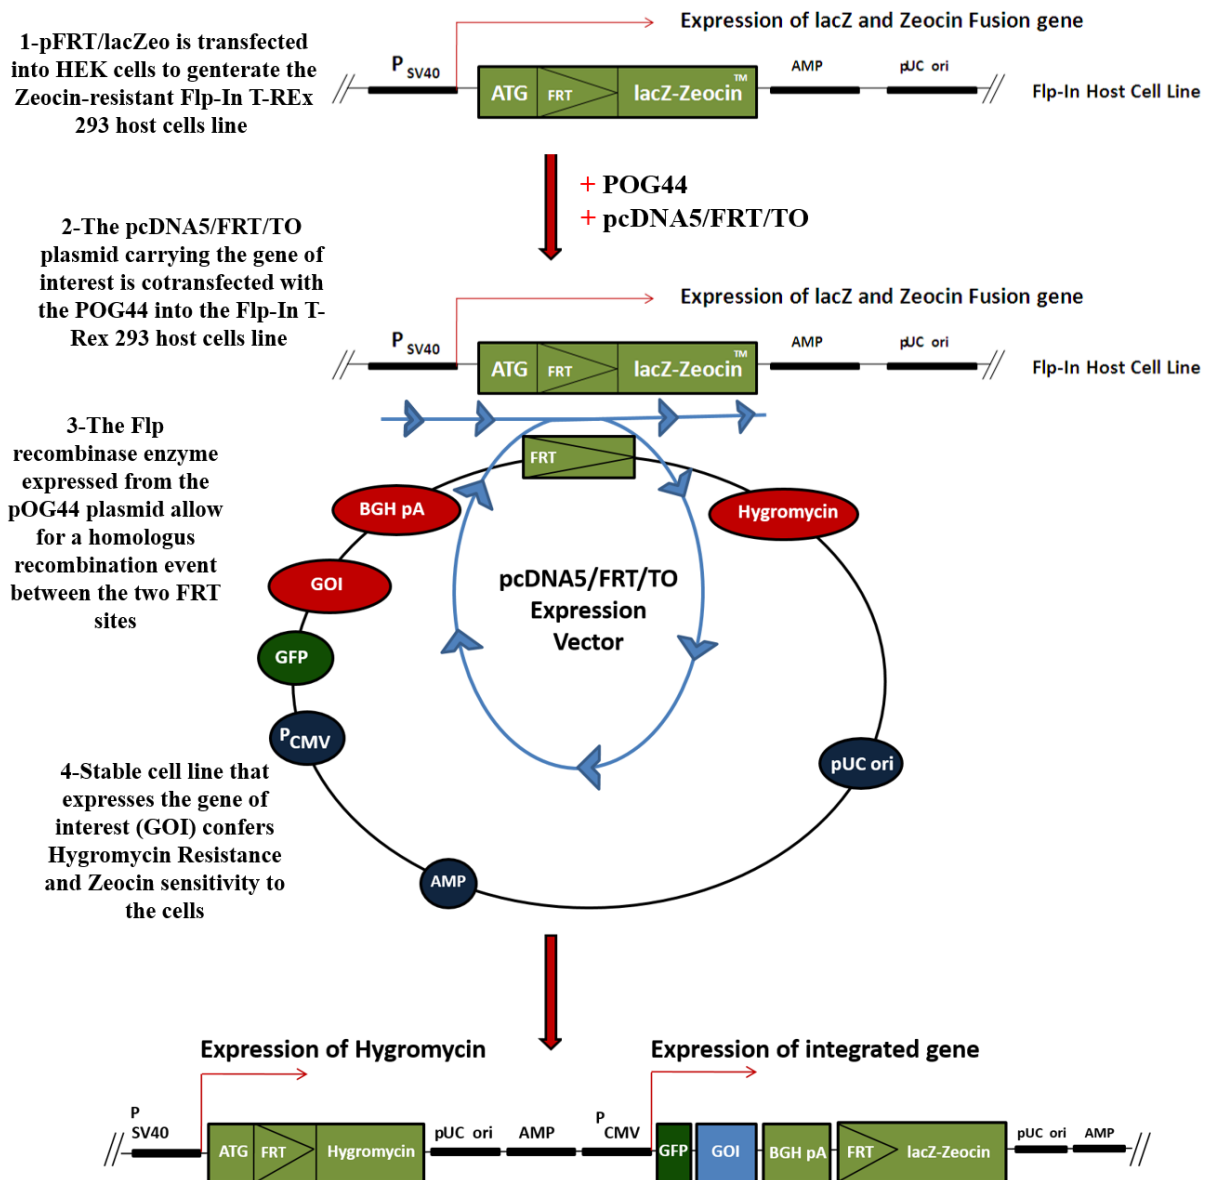 1-pFRT/lacZeo is transfected
into HEK cells to genterate the
Zeocin-resistant Flp-In T-REx
293 host cells line
Expression of lacZ and Zeocin Fusion gene
P SV40
ATG
FRT
lacZ-Zeocin™
AMP
pUC ori
Flp-In Host Cell Line
+ POG44
+ pcDNA5/FRT/TO
2-The pcDNA5/FRT/TO
plasmid carrying the gene of
interest is cotransfected with
the POG44 into the Flp-In T-
Rex 293 host cells line
Expression of lacZ and Zeocin Fusion gene
P SV40
ATG
FRT
lacZ-Zeocin™
AMP
pUC ori
Flp-In Host Cell Line
3-The Flp
recombinase enzyme
expressed from the
pOG44 plasmid allow
for a homologus
recombination event
between the two FRT
sites
FRT
BGH pA
Hygromycin
GOI
GFP
PCMV
pcDNA5/FRT/TO
Expression
Vector
pUC ori
AMP
4-Stable cell line that
expresses the gene of
interest (GOI) confers
Hygromycin Resistance
and Zeocin sensitivity to
the cells
Expression of Hygromycin
Expression of integrated gene
P
SV40
ATG
FRT
Hygromycin
pUC ori
AMP
P
CMV
GFP
GOI
BGH pA
FRT
lacZ-Zeocin
pUC ori
AMP